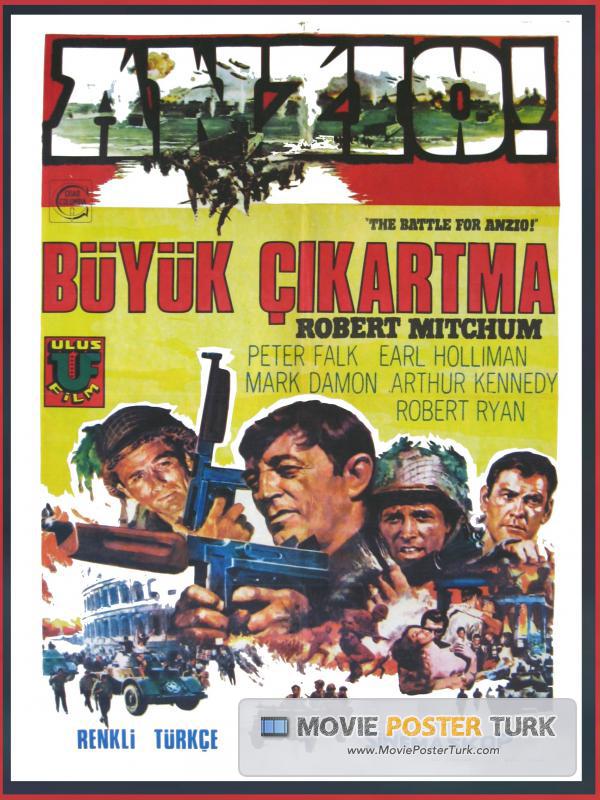 ANZIO!
"THE BATTLE FOR ANZIO!"
BÜYÜK ÇIKARTMA
ROBERT MITCHUM
PETER FALK EARL HOLLIMAN
MARK DAMON ARTHUR KENNEDY
ROBERT RYAN
ULUS
UF
FİLM
RENKLİ TÜRKÇE
MOVIE POSTER TURK
www.MoviePosterTurk.com